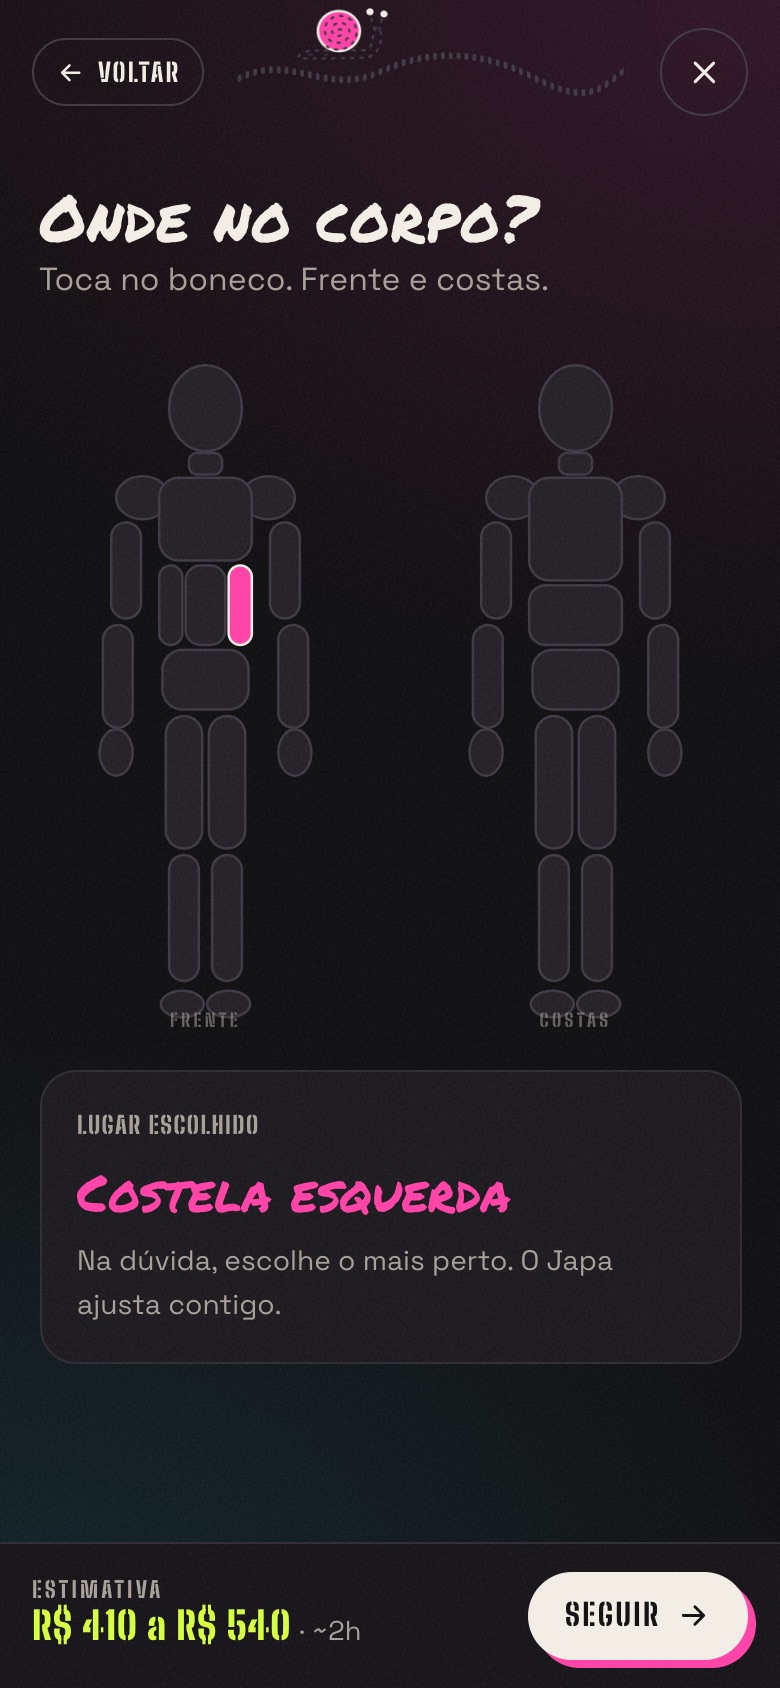 ← VOLTAR
Onde no corpo?
Toca no boneco. Frente e costas.
FRENTE
COSTAS
LUGAR ESCOLHIDO
Costela esquerda
Na dúvida, escolhe o mais perto. O Japa
ajusta contigo.
ESTIMATIVA
R$ 410 a R$ 540 · ~2h
SEGUIR →